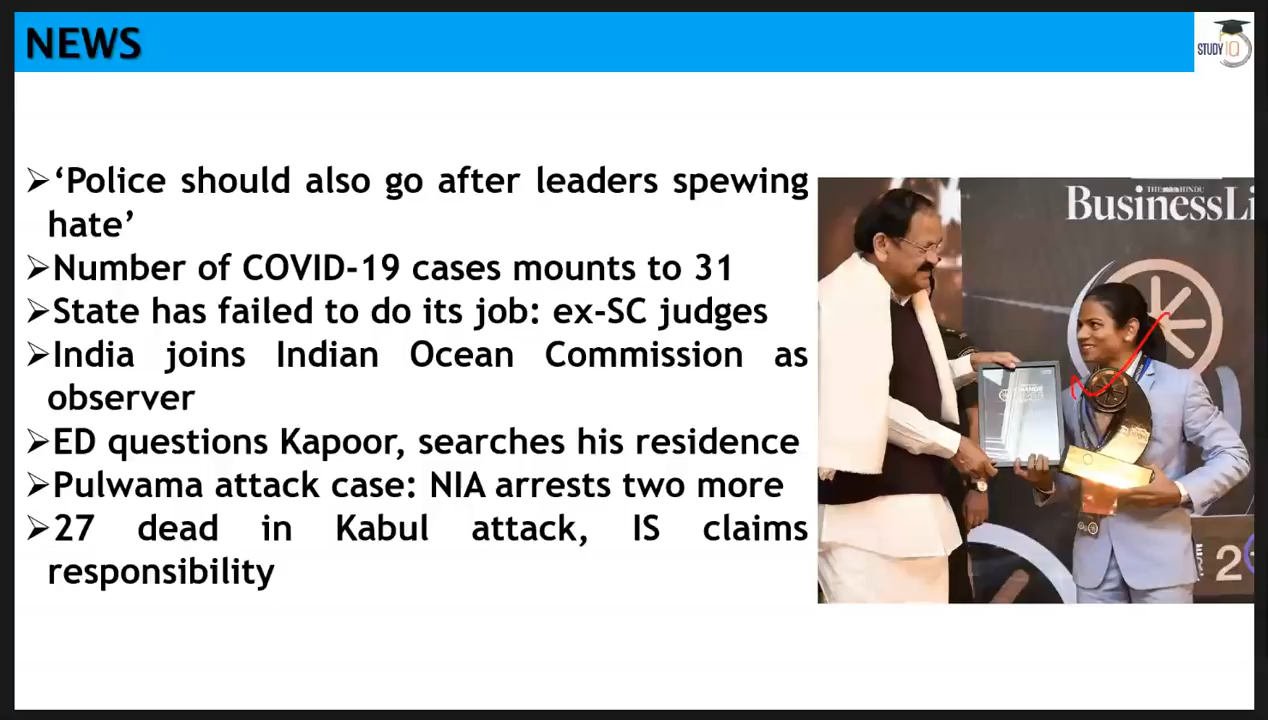 NEWS
STUDY IQ
➢‘Police should also go after leaders spewing
hate’
➢Number of COVID-19 cases mounts to 31
➢State has failed to do its job: ex-SC judges
➢India joins Indian Ocean Commission as
observer
➢ED questions Kapoor, searches his residence
➢Pulwama attack case: NIA arrests two more
➢27 dead in Kabul attack, IS claims
responsibility
THE HINDU
BusinessLi
2